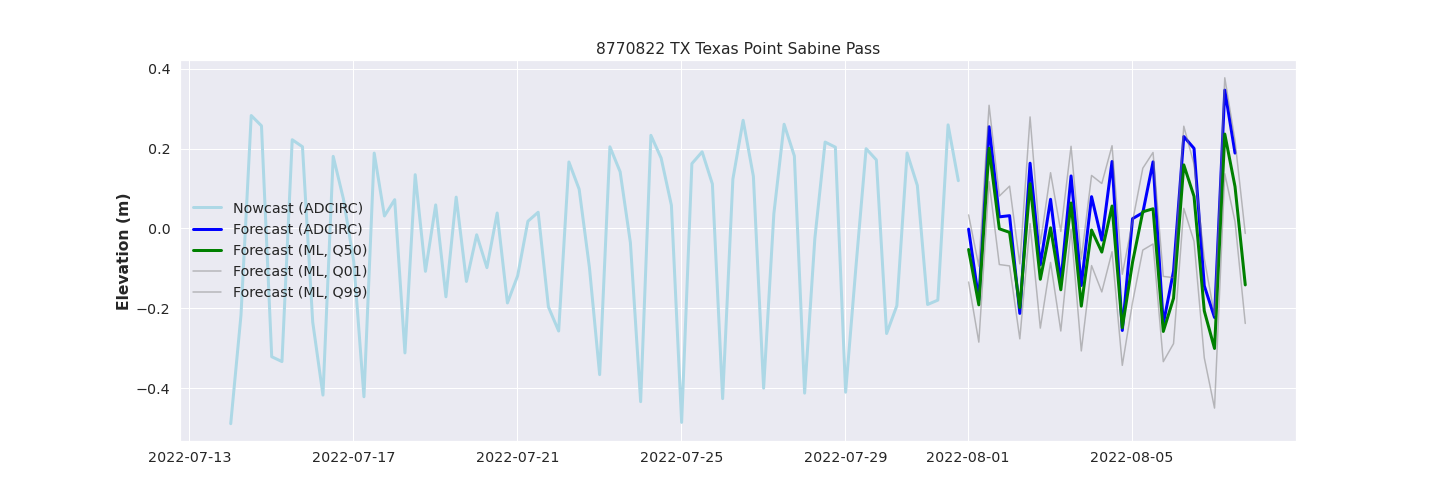 8770822 TX Texas Point Sabine Pass
Elevation (m)
0.4
0.2
0.0
−0.2
−0.4
Nowcast (ADCIRC)
Forecast (ADCIRC)
Forecast (ML, Q50)
Forecast (ML, Q01)
Forecast (ML, Q99)
2022-07-13 2022-07-17 2022-07-21 2022-07-25 2022-07-29 2022-08-01 2022-08-05